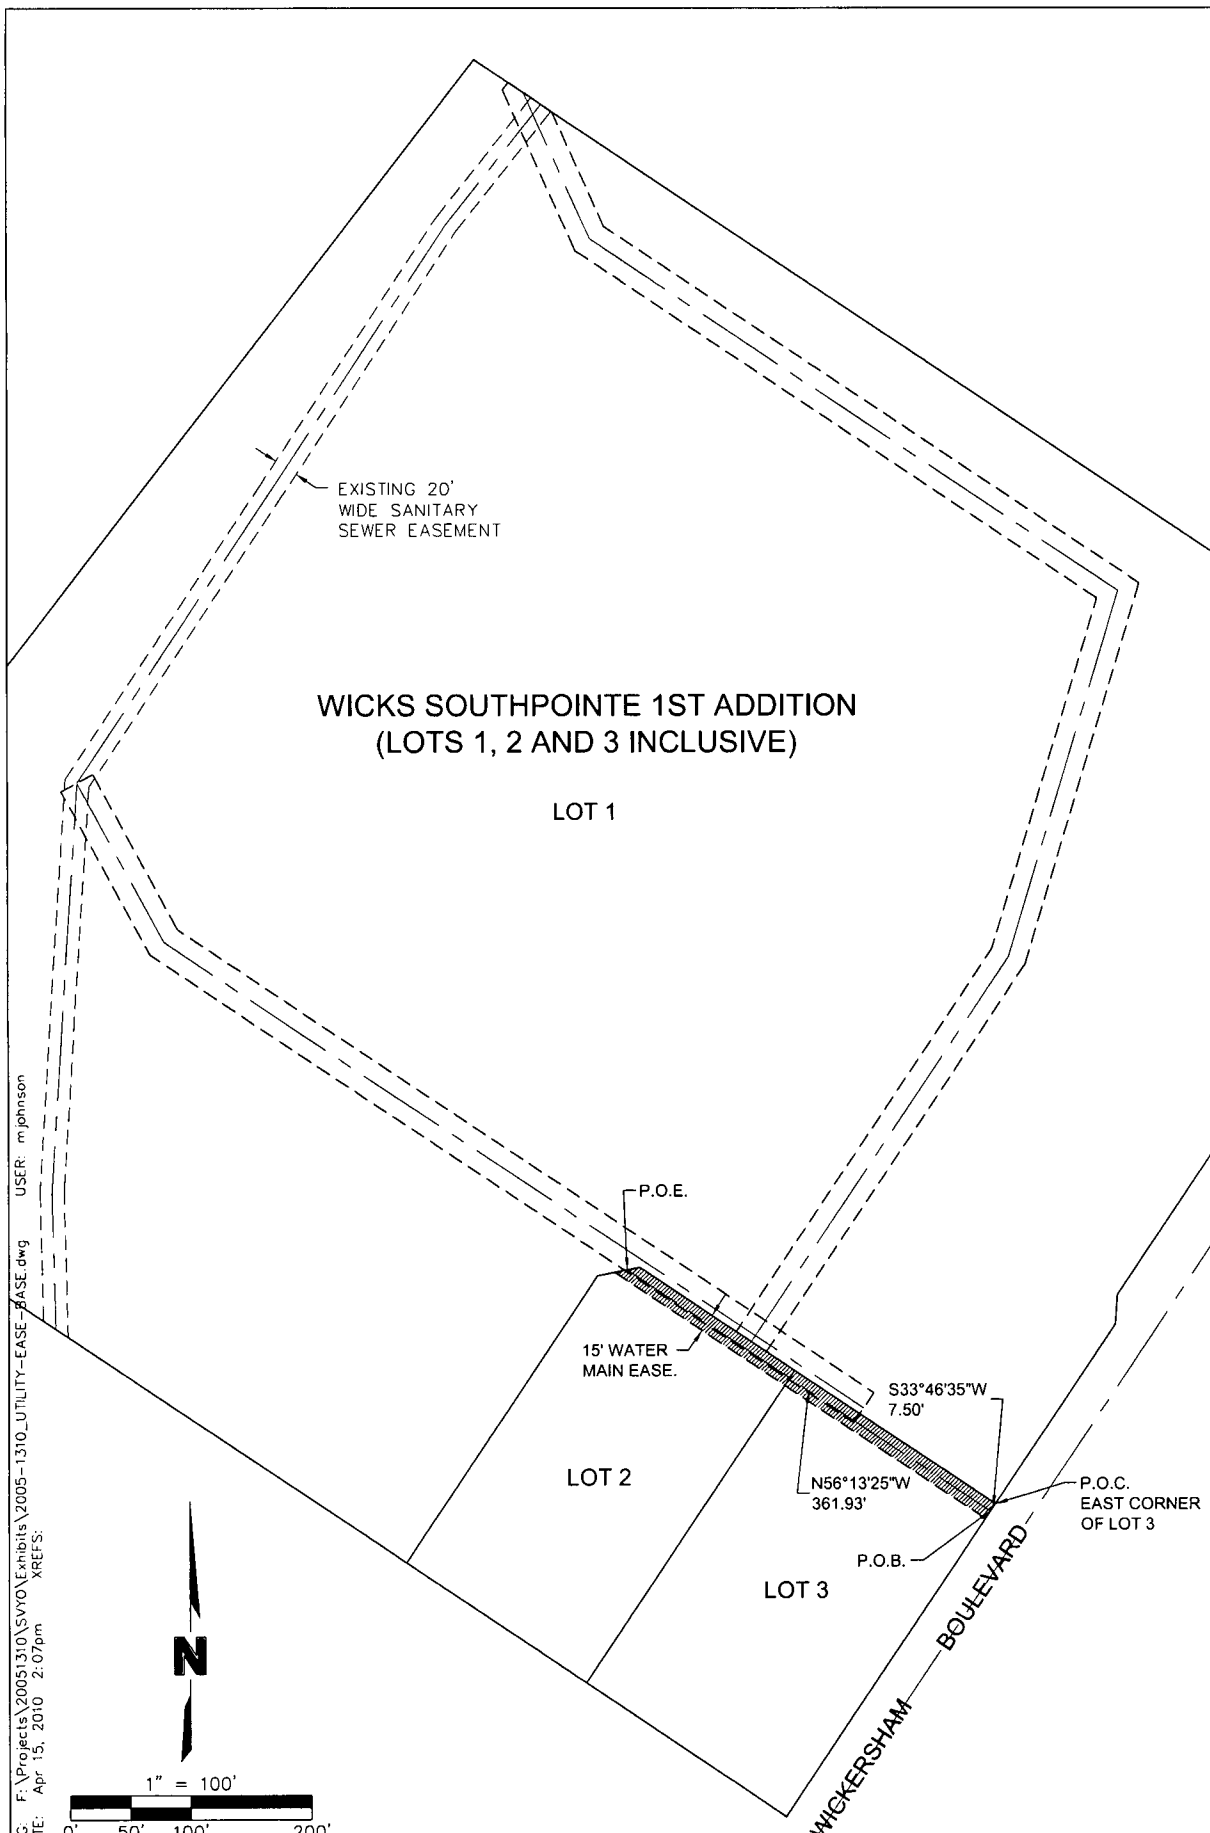 EXISTING 20'
WIDE SANITARY
SEWER EASEMENT
WICKS SOUTHPOINTE 1ST ADDITION
(LOTS 1, 2 AND 3 INCLUSIVE)
LOT 1
P.O.E.
15' WATER
MAIN EASE.
S33°46'35"W
7.50'
N56°13'25"W
361.93'
P.O.C.
EAST CORNER
OF LOT 3
P.O.B.
LOT 2
LOT 3
WICKERSHAM BOULEVARD
N
1" = 100'
0' 50' 100' 200'
F:\Projects\20051310\SVYO\Exhibits\2005-1310_UTILITY-EASE-BASE.dwg USER: mjohnson
Apr 15, 2010 2:07pm XREFS: